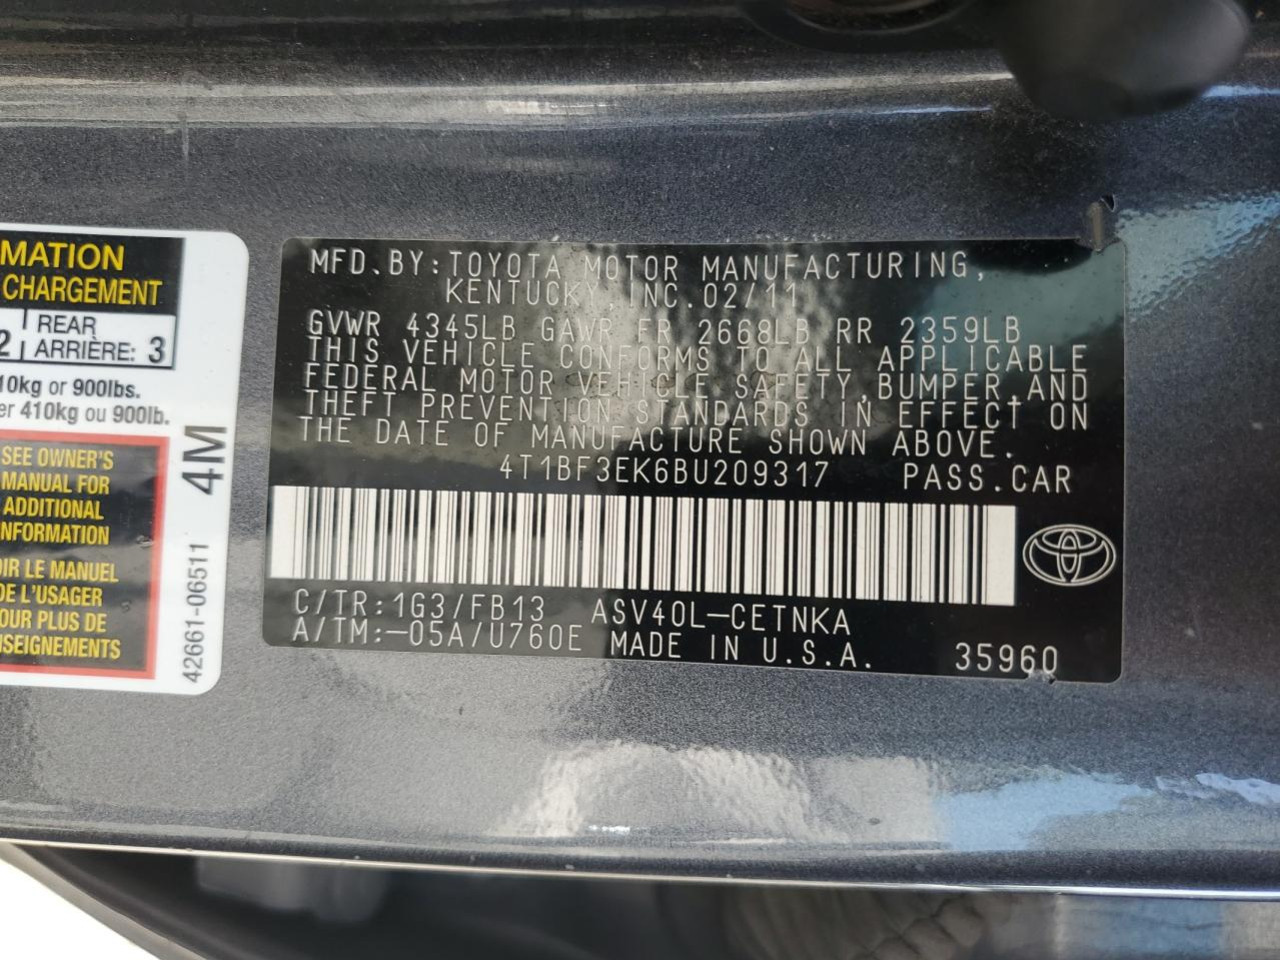 MATION
CHARGEMENT
2 REAR
ARRIÈRE: 3
10kg or 900lbs.
er 410kg ou 900lb.
SEE OWNER'S
MANUAL FOR
ADDITIONAL
NFORMATION
OIR LE MANUEL
DE L'USAGER
OUR PLUS DE
NSEIGNEMENTS
4M
42661-06511
MFD.BY:TOYOTA MOTOR MANUFACTURING,
KENTUCKY,INC.02/11
GVWR 4345LB GAWR FR 2668LB RR 2359LB
THIS VEHICLE CONFORMS TO ALL APPLICABLE
FEDERAL MOTOR VEHICLE SAFETY,BUMPER,AND
THEFT PREVENTION STANDARDS IN EFFECT ON
THE DATE OF MANUFACTURE SHOWN ABOVE.
4T1BF3EK6BU209317 PASS.CAR
C/TR:1G3/FB13 ASV40L-CETNKA
A/TM:-05A/U760E MADE IN U.S.A. 35960